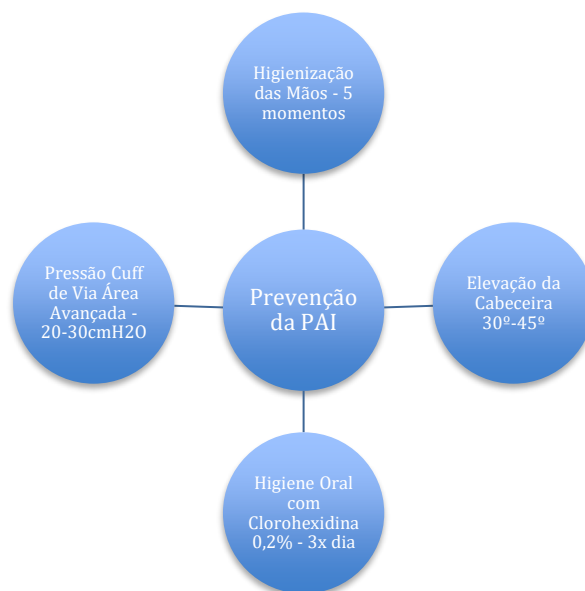 Higienização
das Mãos - 5
momentos
Pressão Cuff
de Via Área
Avançada -
20-30cmH2O
Prevenção
da PAI
Elevação da
Cabeceira
30º-45º
Higiene Oral
com
Clorohexidina
0,2% - 3x dia